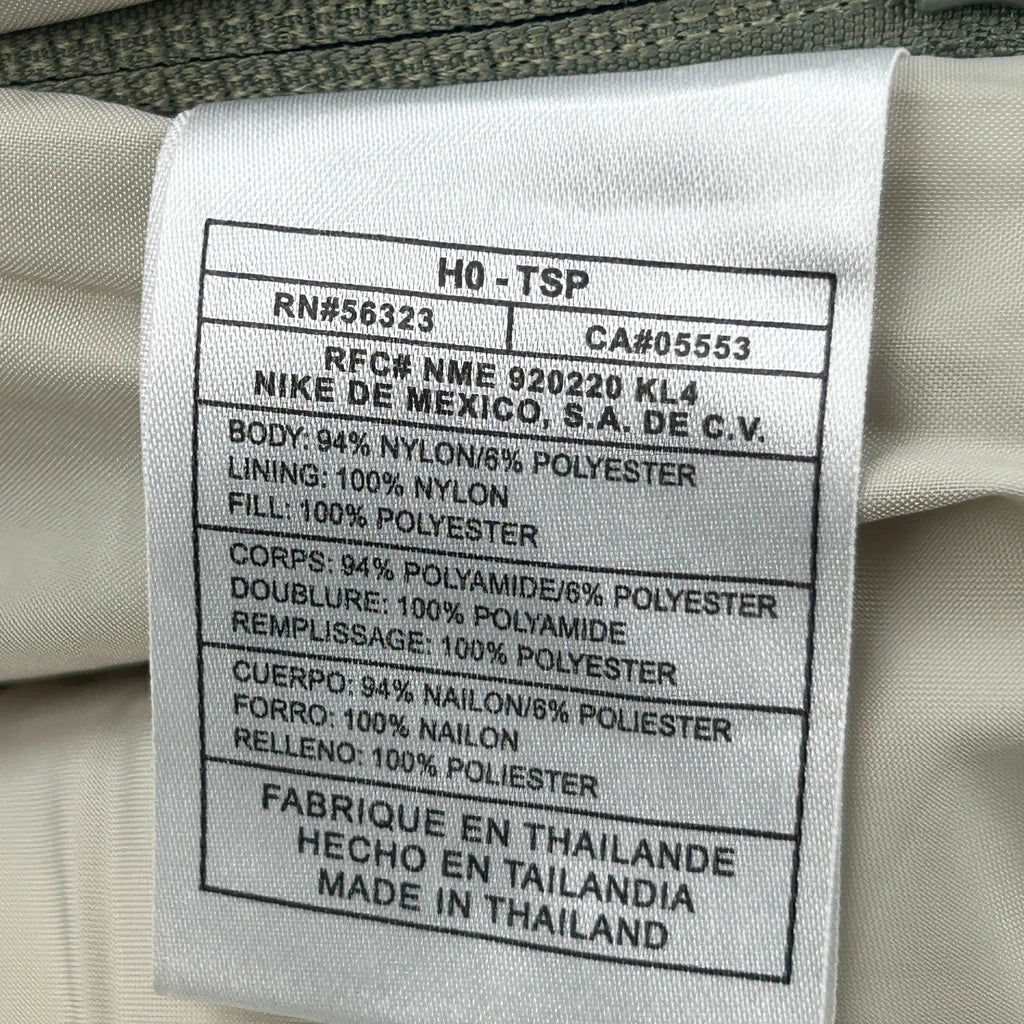 H0 - TSP
RN#56323
CA#05553
RFC# NME 920220 KL4
NIKE DE MEXICO, S.A. DE C.V.
BODY: 94% NYLON/6% POLYESTER
LINING: 100% NYLON
FILL: 100% POLYESTER
CORPS: 94% POLYAMIDE/6% POLYESTER
DOUBLURE: 100% POLYAMIDE
REMPLISSAGE: 100% POLYESTER
CUERPO: 94% NAILON/6% POLIESTER
FORRO: 100% NAILON
RELLENO: 100% POLIESTER
FABRIQUE EN THAILANDE
HECHO EN TAILANDIA
MADE IN THAILAND